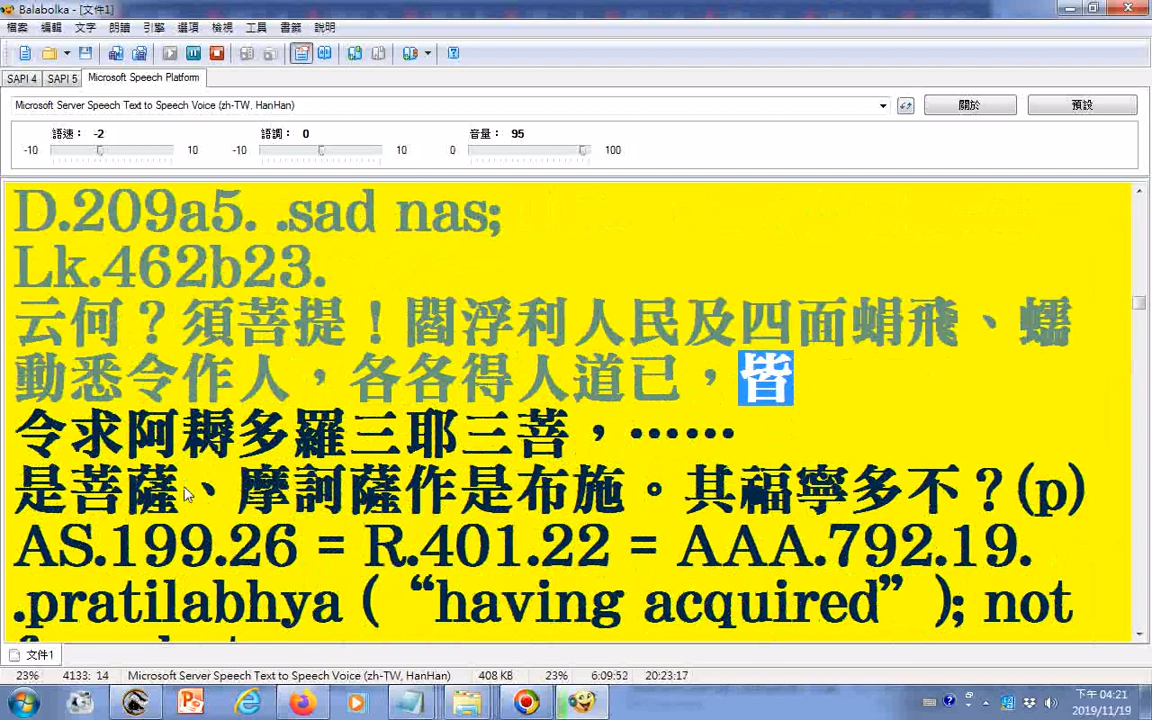 Balabolka - [文件1]
檔案 編輯 文字 朗讀 引擎 選項 檢視 工具 書籤 說明
SAPI 4 SAPI 5 Microsoft Speech Platform
Microsoft Server Speech Text to Speech Voice (zh-TW, HanHan) 關於 預設
語速： -2 語調： 0 音量： 95
-10 10 -10 10 0 100
D.209a5. .sad nas;
Lk.462b23.
云何？須菩提！閻浮利人民及四面蜎飛、蠕
動悉令作人，各各得人道已，皆
令求阿耨多羅三耶三菩，……
是菩薩、摩訶薩作是布施。其福寧多不？(p)
AS.199.26 = R.401.22 = AAA.792.19.
.pratilabhya (“having acquired”); not
文件1
23% 4133: 14 Microsoft Server Speech Text to Speech Voice (zh-TW, HanHan) 408 KB 23% 6:09:52 20:23:17
下午 04:21
2019/11/19